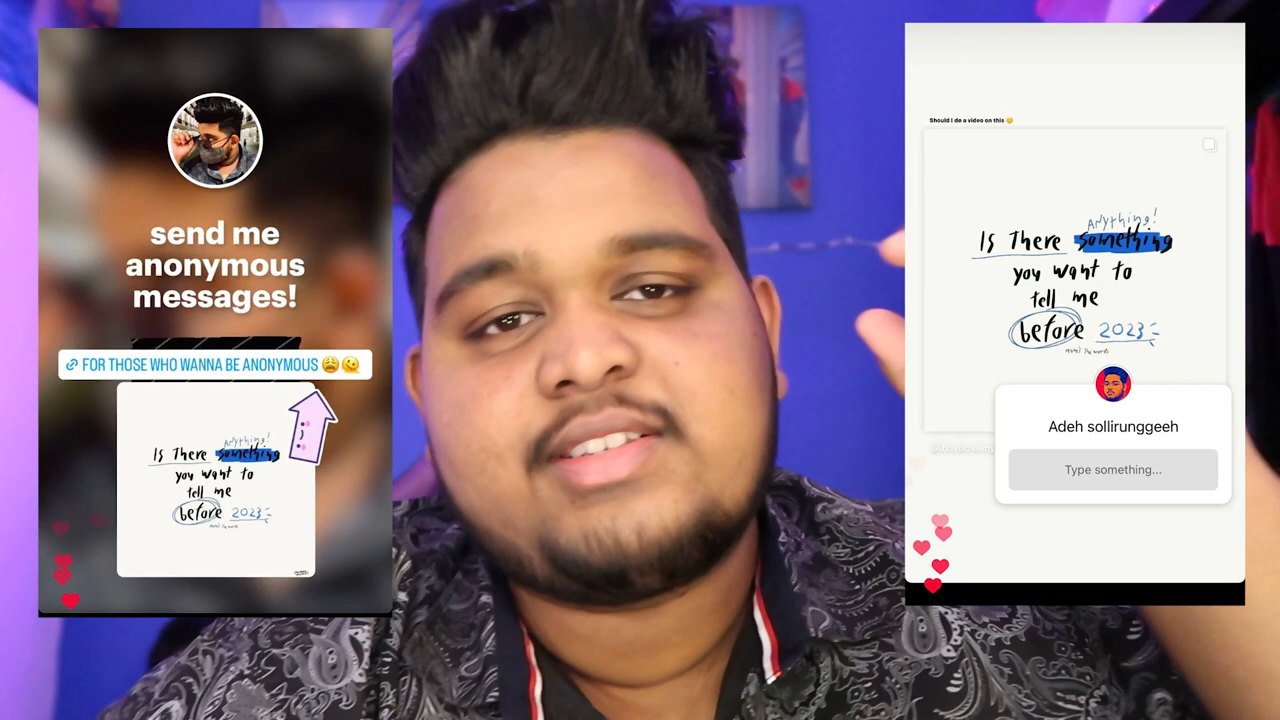 send me
anonymous
messages!
FOR THOSE WHO WANNA BE ANONYMOUS
Anything!
Is There something
you want to
tell me
before 2023
Should I do a video on this
Anything!
Is There something
you want to
tell me
before 2023
Adeh sollirunggeeh
Type something...